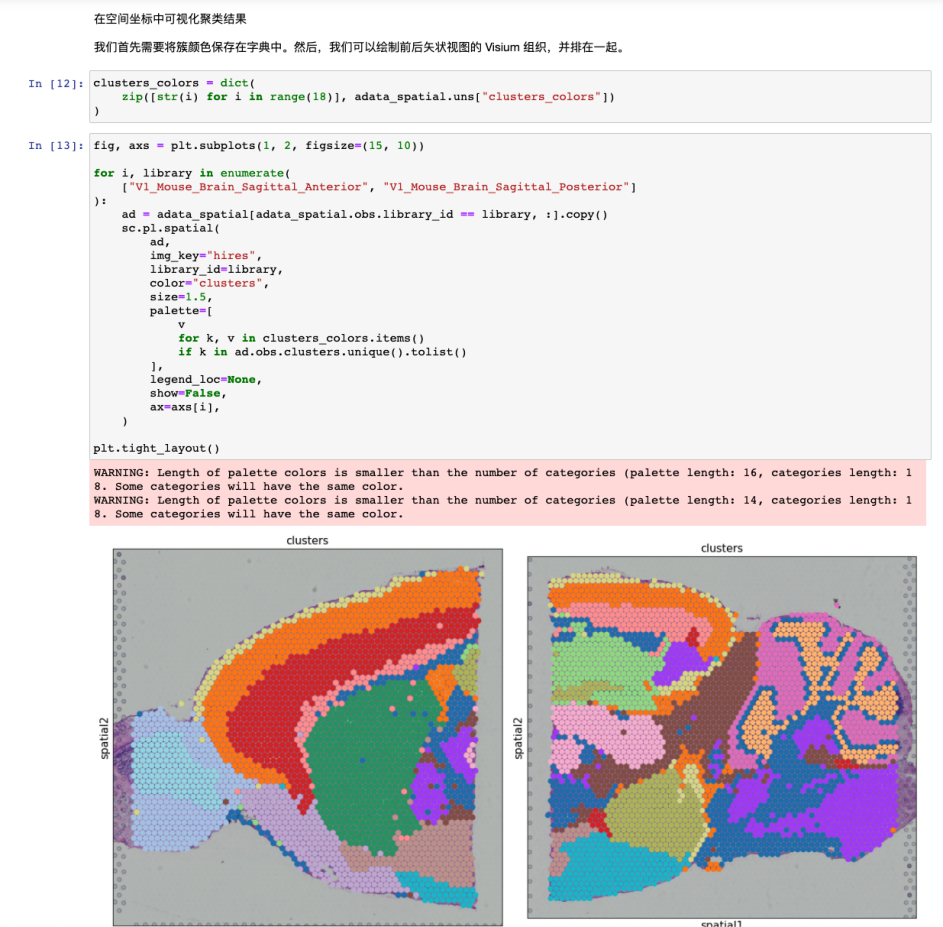 在空间坐标中可视化聚类结果
我们首先需要将簇颜色保存在字典中。然后，我们可以绘制前后矢状视图的 Visium 组织，并排在一起。
In [12]: clusters_colors = dict(
    zip([str(i) for i in range(18)], adata_spatial.uns["clusters_colors"])
)
In [13]: fig, axs = plt.subplots(1, 2, figsize=(15, 10))
for i, library in enumerate(
    ["V1_Mouse_Brain_Sagittal_Anterior", "V1_Mouse_Brain_Sagittal_Posterior"]
):
    ad = adata_spatial[adata_spatial.obs.library_id == library, :].copy()
    sc.pl.spatial(
        ad,
        img_key="hires",
        library_id=library,
        color="clusters",
        size=1.5,
        palette=[
            v
            for k, v in clusters_colors.items()
            if k in ad.obs.clusters.unique().tolist()
        ],
        legend_loc=None,
        show=False,
        ax=axs[i],
    )
plt.tight_layout()
WARNING: Length of palette colors is smaller than the number of categories (palette length: 16, categories length: 1
8. Some categories will have the same color.
WARNING: Length of palette colors is smaller than the number of categories (palette length: 14, categories length: 1
8. Some categories will have the same color.
clusters
clusters
spatial2
spatial2
spatial1